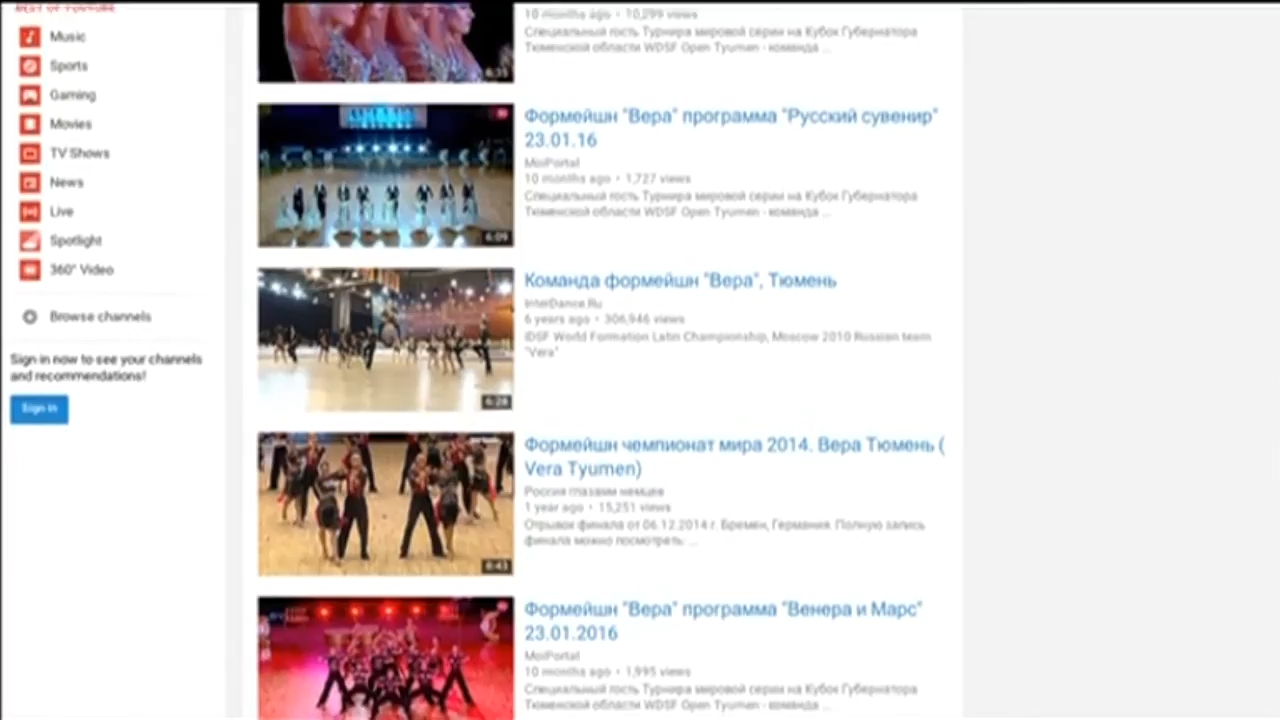 BEST OF YOUTUBE
Music
Sports
Gaming
Movies
TV Shows
News
Live
Spotlight
360° Video
Browse channels
Sign in now to see your channels
and recommendations!
Sign in
10 months ago • 10,299 views
Специальный гость Турнира мировой серии на Кубок Губернатора
Тюменской области WDSF Open Tyumen - команда ...
6:35
Формейшн "Вера" программа "Русский сувенир"
23.01.16
MoiPortal
10 months ago • 1,727 views
Специальный гость Турнира мировой серии на Кубок Губернатора
Тюменской области WDSF Open Tyumen - команда ...
6:09
Команда формейшн "Вера", Тюмень
InterDance.Ru
6 years ago • 306,946 views
IDSF World Formation Latin Championship, Moscow 2010 Russian team
"Vera"
6:28
Формейшн чемпионат мира 2014. Вера Тюмень (
Vera Tyumen)
Россия глазами немцев
1 year ago • 15,251 views
Отрывок финала от 06.12.2014 г. Бремен, Германия. Полную запись
финала можно посмотреть: ...
8:43
Формейшн "Вера" программа "Венера и Марс"
23.01.2016
MoiPortal
10 months ago • 1,995 views
Специальный гость Турнира мировой серии на Кубок Губернатора
Тюменской области WDSF Open Tyumen - команда ...